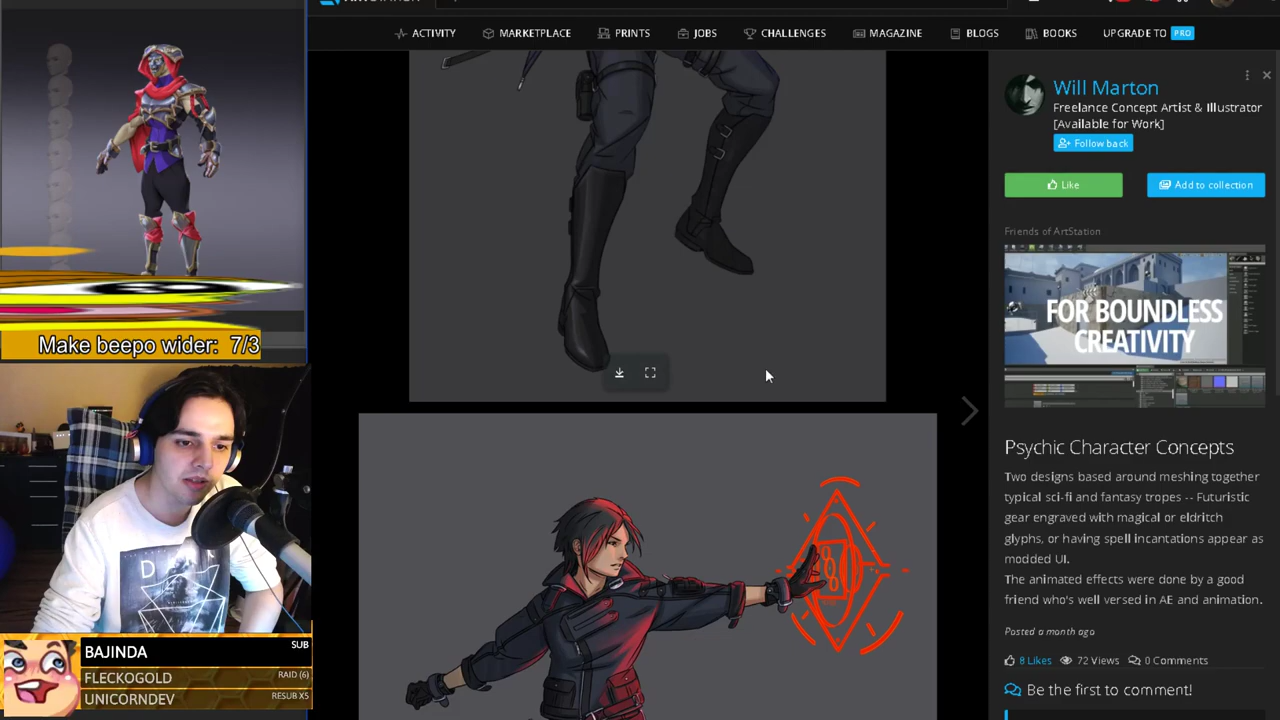 ACTIVITY
MARKETPLACE
PRINTS
JOBS
CHALLENGES
MAGAZINE
BLOGS
BOOKS
UPGRADE TO PRO
Will Marton
Freelance Concept Artist & Illustrator
[Available for Work]
Follow back
Like
Add to collection
Friends of ArtStation
FOR BOUNDLESS
CREATIVITY
Psychic Character Concepts
Two designs based around meshing together
typical sci-fi and fantasy tropes -- Futuristic
gear engraved with magical or eldritch
glyphs, or having spell incantations appear as
modded UI.
The animated effects were done by a good
friend who's well versed in AE and animation.
Posted a month ago
8 Likes
72 Views
0 Comments
Be the first to comment!
Make beepo wider: 7/3
BAJINDA
SUB
FLECKOGOLD
RAID (6)
UNICORNDEV
RESUB X5